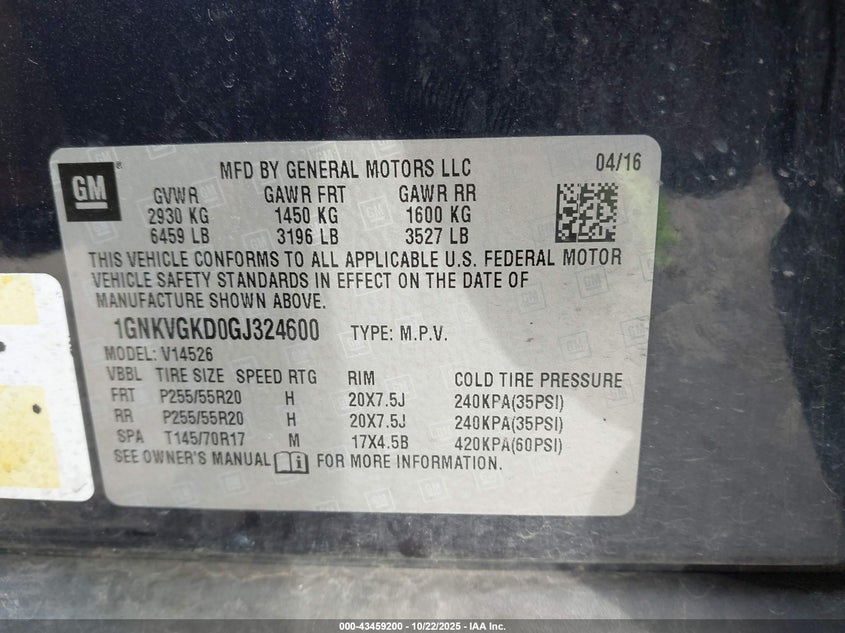 GM
MFD BY GENERAL MOTORS LLC 04/16
GVWR GAWR FRT GAWR RR
2930 KG 1450 KG 1600 KG
6459 LB 3196 LB 3527 LB
THIS VEHICLE CONFORMS TO ALL APPLICABLE U.S. FEDERAL MOTOR
VEHICLE SAFETY STANDARDS IN EFFECT ON THE DATE OF
MANUFACTURE SHOWN ABOVE.
1GNKVGKD0GJ324600 TYPE: M.P.V.
MODEL: V14526
VBBL TIRE SIZE SPEED RTG RIM COLD TIRE PRESSURE
FRT P255/55R20 H 20X7.5J 240KPA(35PSI)
RR P255/55R20 H 20X7.5J 240KPA(35PSI)
SPA T145/70R17 M 17X4.5B 420KPA(60PSI)
SEE OWNER'S MANUAL FOR MORE INFORMATION.
000-43459200 - 10/22/2025 - IAA Inc.